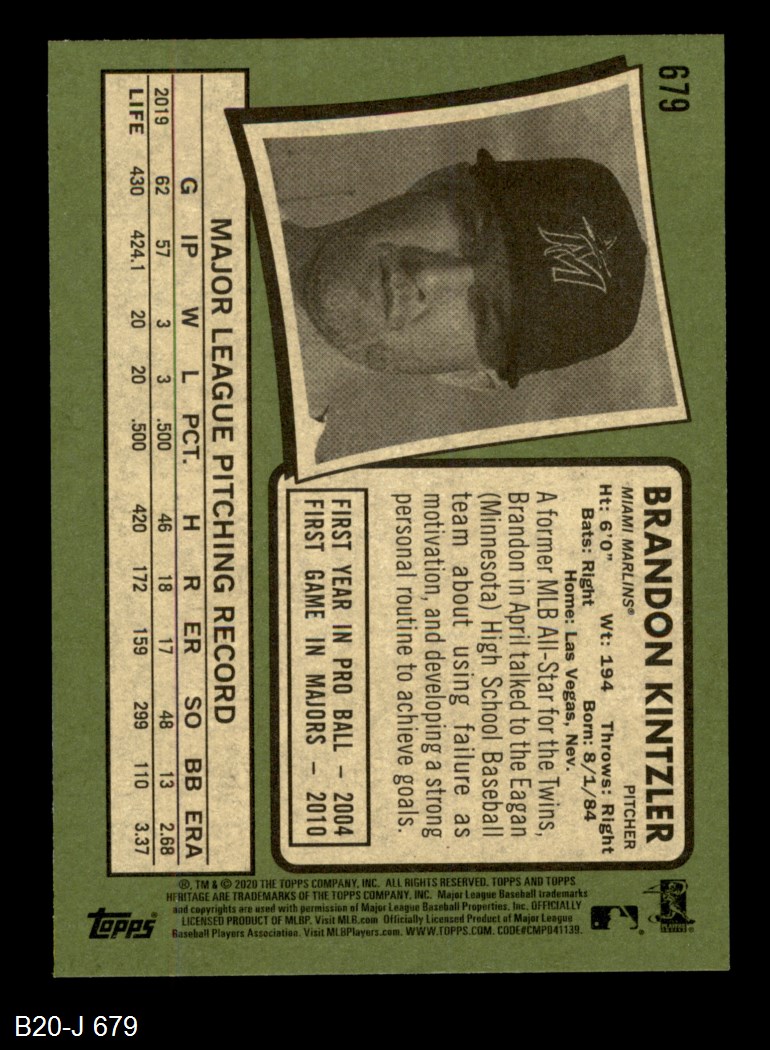 679
BRANDON KINTZLER
MIAMI MARLINS® PITCHER
Ht: 6'0" Wt: 194 Throws: Right
Bats: Right Born: 8/1/84
Home: Las Vegas, Nev.
A former MLB All-Star for the Twins,
Brandon in April talked to the Eagan
(Minnesota) High School Baseball
team about using failure as
motivation, and developing a strong
personal routine to achieve goals.
FIRST YEAR IN PRO BALL – 2004
FIRST GAME IN MAJORS – 2010
MAJOR LEAGUE PITCHING RECORD
G IP W L PCT. H R ER SO BB ERA
2019 62 57 3 3 .500 46 18 17 48 13 2.68
LIFE 430 424.1 20 20 .500 420 172 159 299 110 3.37
®, TM & © 2020 THE TOPPS COMPANY, INC. ALL RIGHTS RESERVED. TOPPS AND TOPPS
HERITAGE ARE TRADEMARKS OF THE TOPPS COMPANY, INC. Major League Baseball trademarks
and copyrights are used with permission of Major League Baseball Properties, Inc. OFFICIALLY
LICENSED PRODUCT OF MLBP. Visit MLB.com Officially Licensed Product of Major League
Baseball Players Association. Visit MLBPlayers.com. WWW.TOPPS.COM. CODE#CMP041139.
topps®
B20-J 679